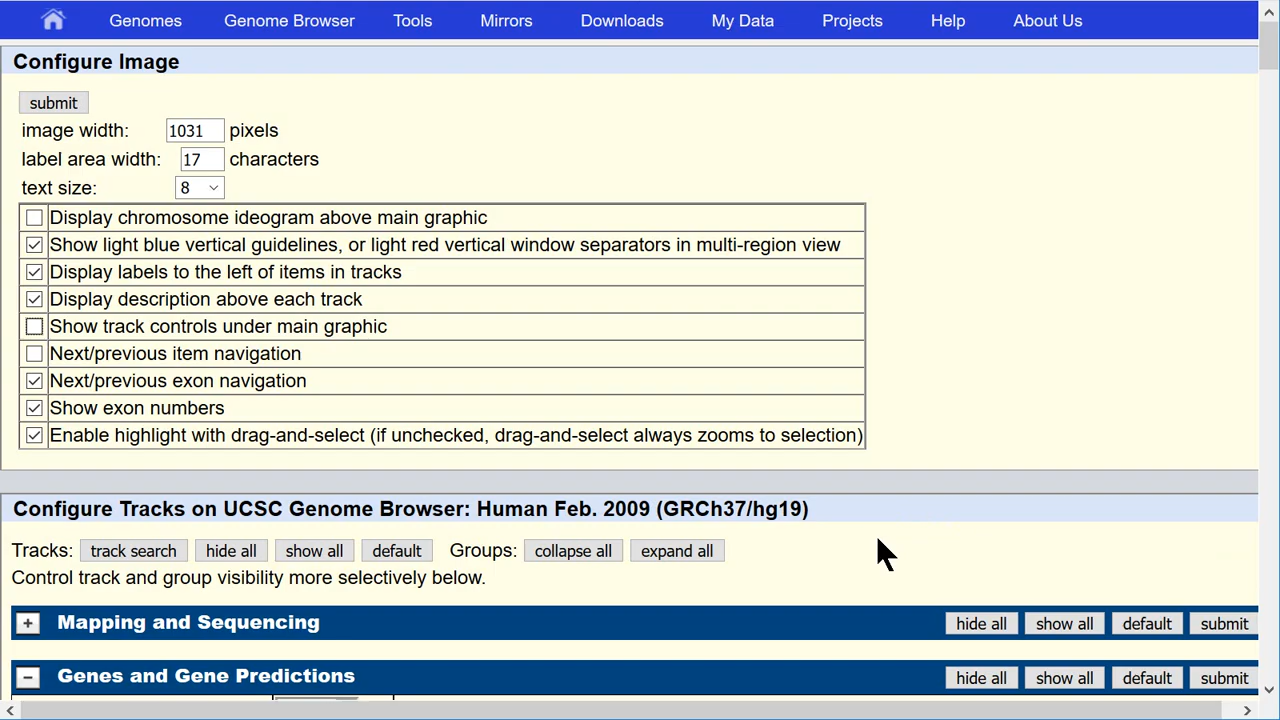 Genomes Genome Browser Tools Mirrors Downloads My Data Projects Help About Us
Configure Image
submit
image width: 1031 pixels
label area width: 17 characters
text size: 8
Display chromosome ideogram above main graphic
Show light blue vertical guidelines, or light red vertical window separators in multi-region view
Display labels to the left of items in tracks
Display description above each track
Show track controls under main graphic
Next/previous item navigation
Next/previous exon navigation
Show exon numbers
Enable highlight with drag-and-select (if unchecked, drag-and-select always zooms to selection)
Configure Tracks on UCSC Genome Browser: Human Feb. 2009 (GRCh37/hg19)
Tracks: track search hide all show all default Groups: collapse all expand all
Control track and group visibility more selectively below.
+ Mapping and Sequencing hide all show all default submit
− Genes and Gene Predictions hide all show all default submit